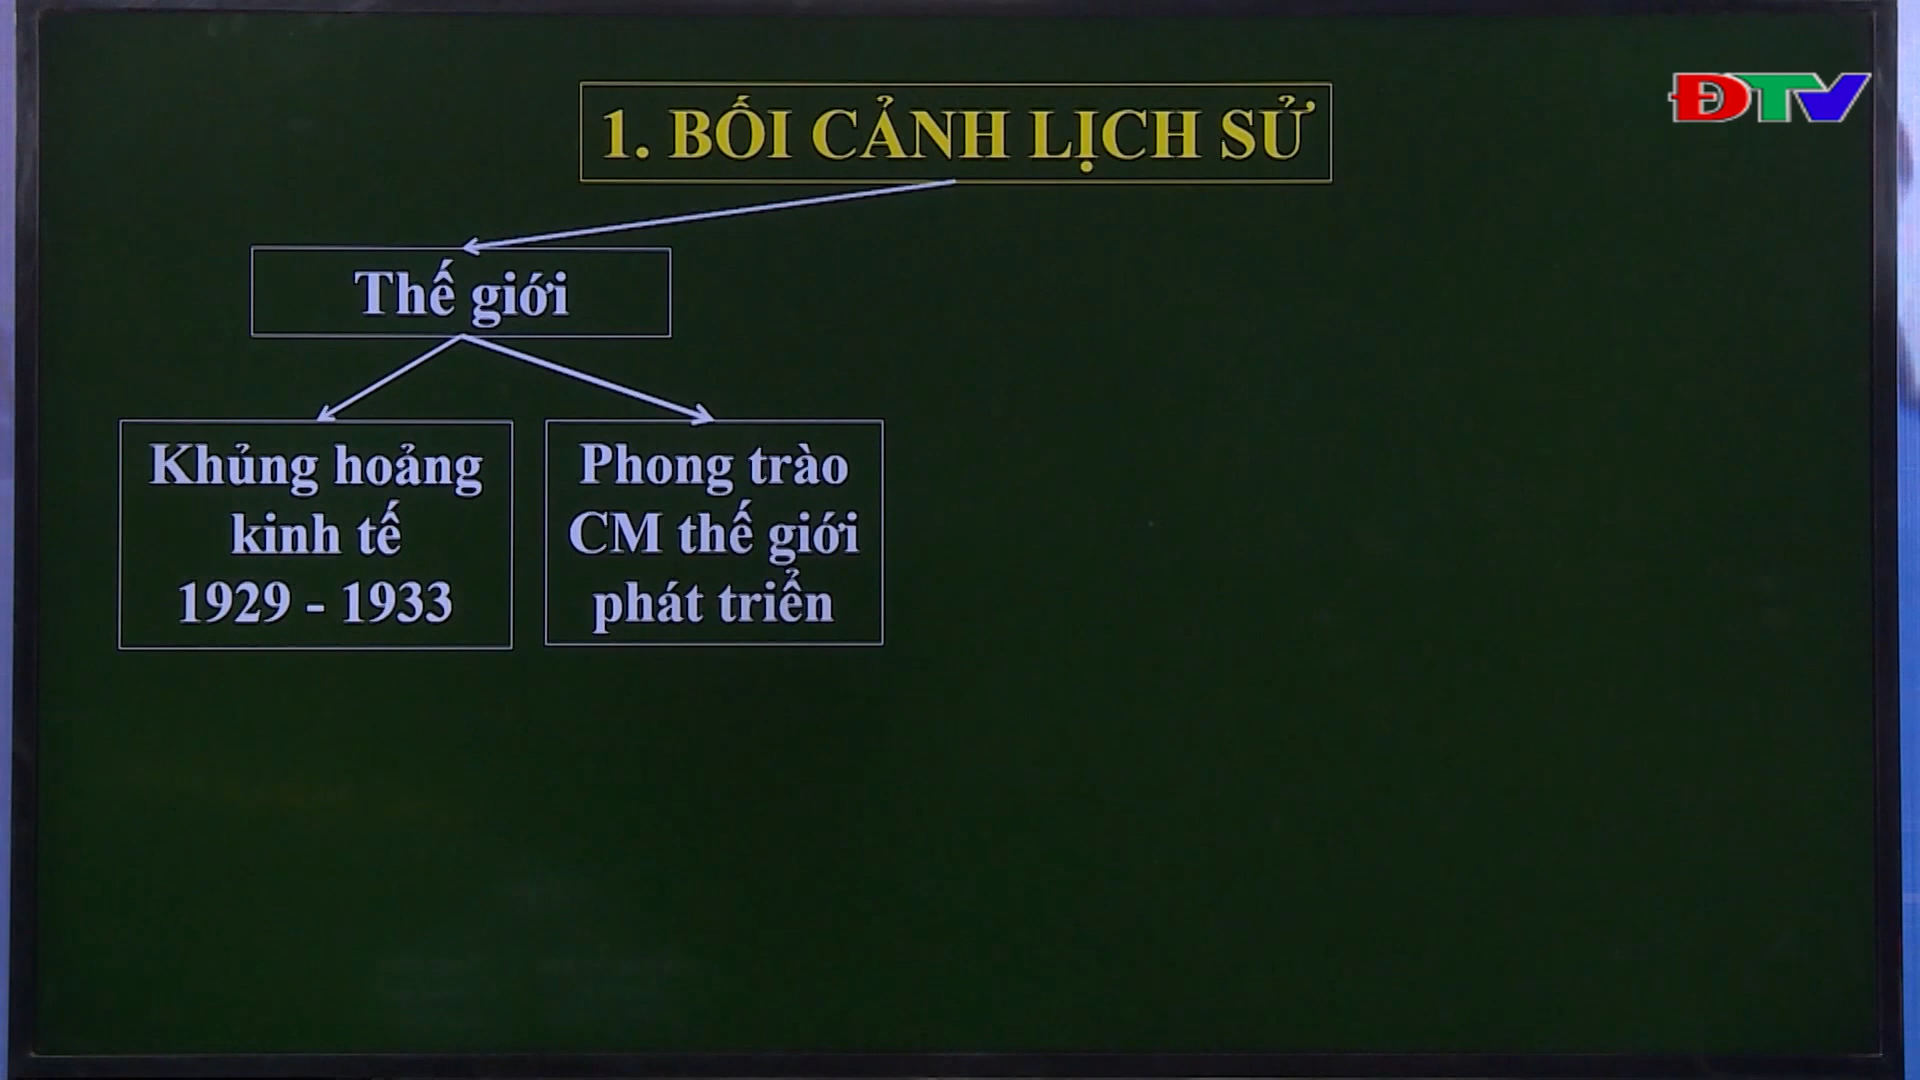 ĐTV
1. BỐI CẢNH LỊCH SỬ
Thế giới
Khủng hoảng
kinh tế
1929 - 1933
Phong trào
CM thế giới
phát triển